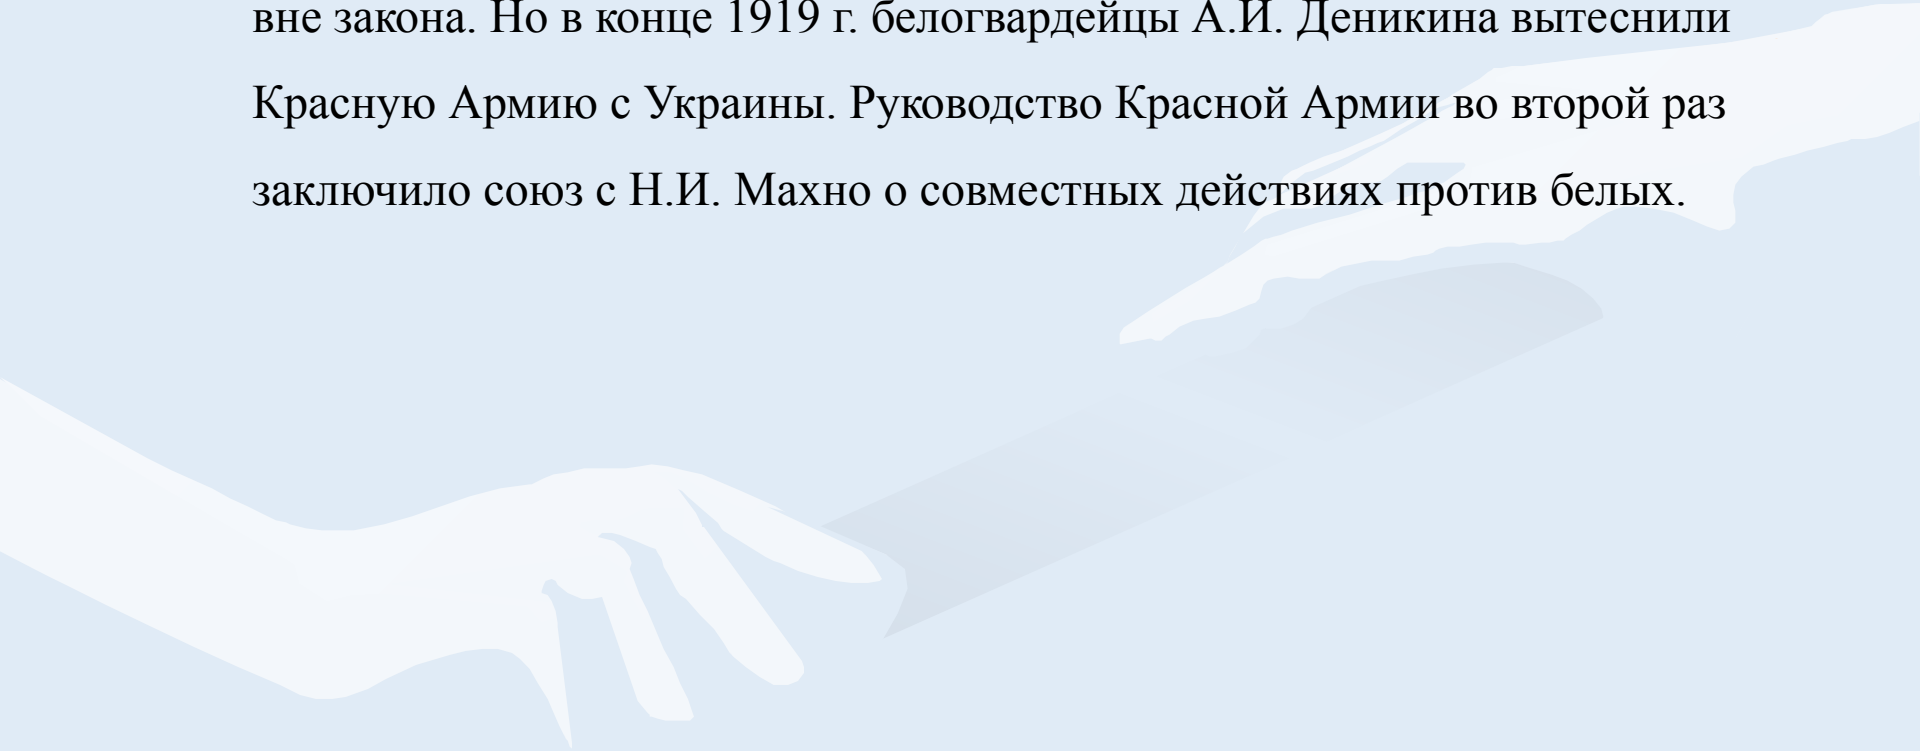 вне закона. Но в конце 1919 г. белогвардейцы А.И. Деникина вытеснили
Красную Армию с Украины. Руководство Красной Армии во второй раз
заключило союз с Н.И. Махно о совместных действиях против белых.